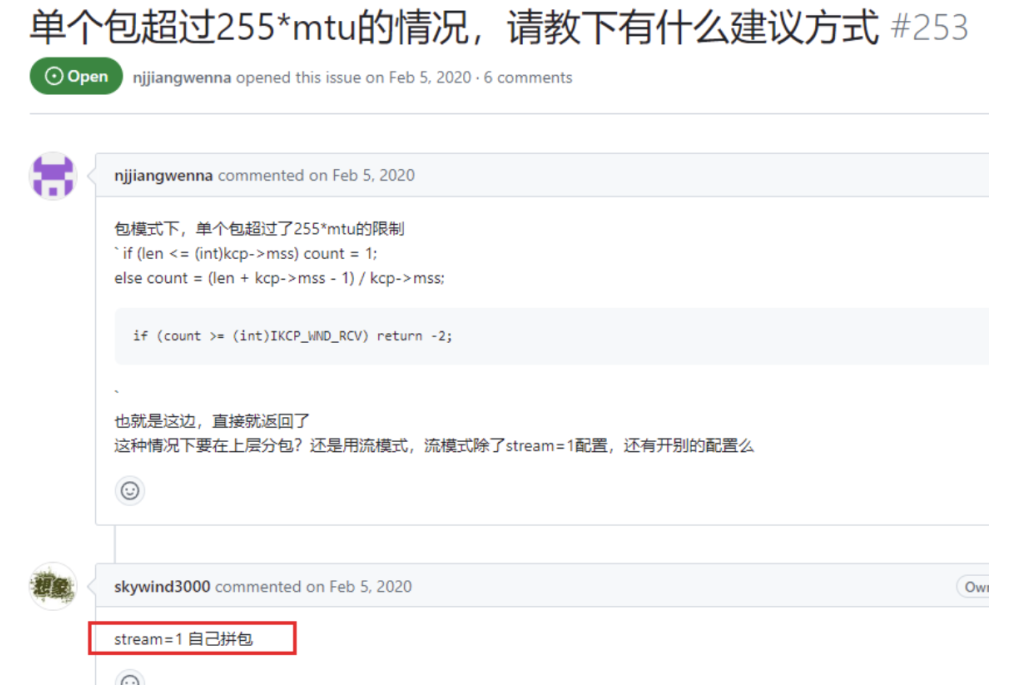 单个包超过255*mtu的情况，请教下有什么建议方式 #253
Open njjiangwenna opened this issue on Feb 5, 2020 · 6 comments
njjiangwenna commented on Feb 5, 2020
包模式下，单个包超过了255*mtu的限制
` if (len <= (int)kcp->mss) count = 1;
else count = (len + kcp->mss - 1) / kcp->mss;
if (count >= (int)IKCP_WND_RCV) return -2;
`
也就是这边，直接就返回了
这种情况下要在上层分包？还是用流模式，流模式除了stream=1配置，还有开别的配置么
想象
skywind3000 commented on Feb 5, 2020
Own
stream=1 自己拼包